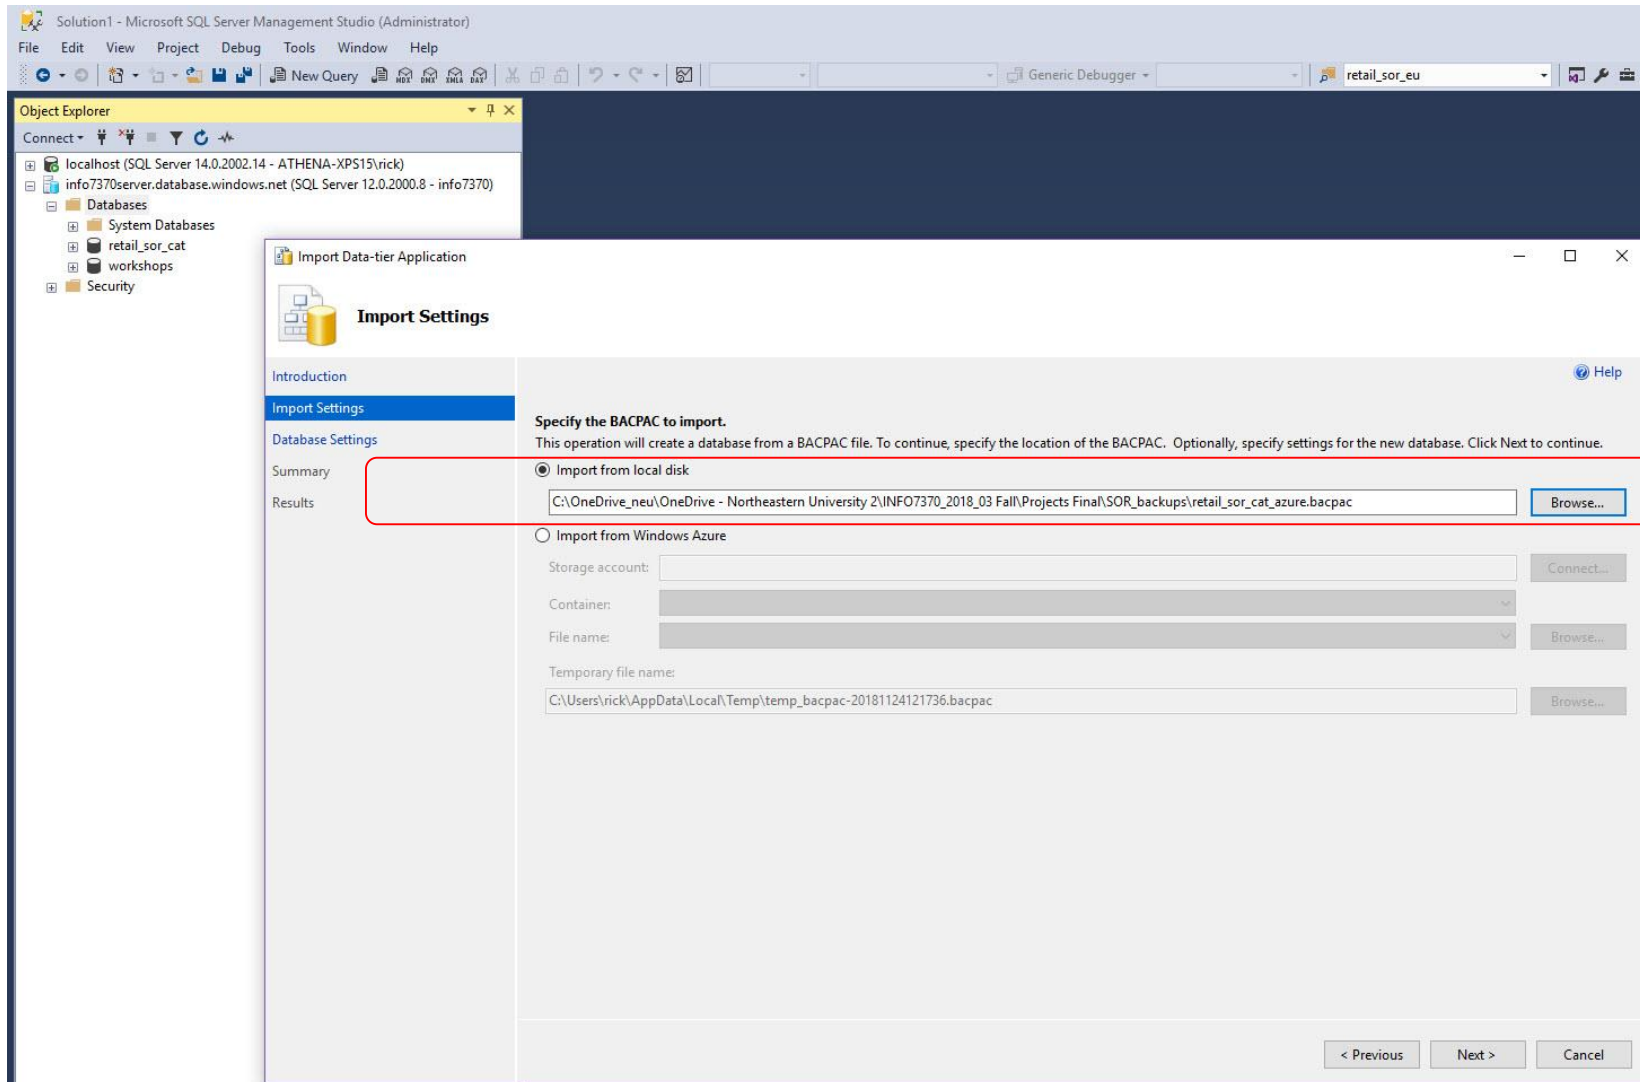 Solution1 - Microsoft SQL Server Management Studio (Administrator)
File Edit View Project Debug Tools Window Help
New Query MDX DMX XMLA DAX Generic Debugger retail_sor_eu
Object Explorer
Connect
localhost (SQL Server 14.0.2002.14 - ATHENA-XPS15\rick)
info7370server.database.windows.net (SQL Server 12.0.2000.8 - info7370)
Databases
System Databases
retail_sor_cat
workshops
Security
Import Data-tier Application
Import Settings
Introduction
Import Settings
Database Settings
Summary
Results
Help
Specify the BACPAC to import.
This operation will create a database from a BACPAC file. To continue, specify the location of the BACPAC. Optionally, specify settings for the new database. Click Next to continue.
Import from local disk
C:\OneDrive_neu\OneDrive - Northeastern University 2\INFO7370_2018_03 Fall\Projects Final\SOR_backups\retail_sor_cat_azure.bacpac Browse...
Import from Windows Azure
Storage account: Connect...
Container:
File name: Browse...
Temporary file name:
C:\Users\rick\AppData\Local\Temp\temp_bacpac-20181124121736.bacpac Browse...
< Previous Next > Cancel